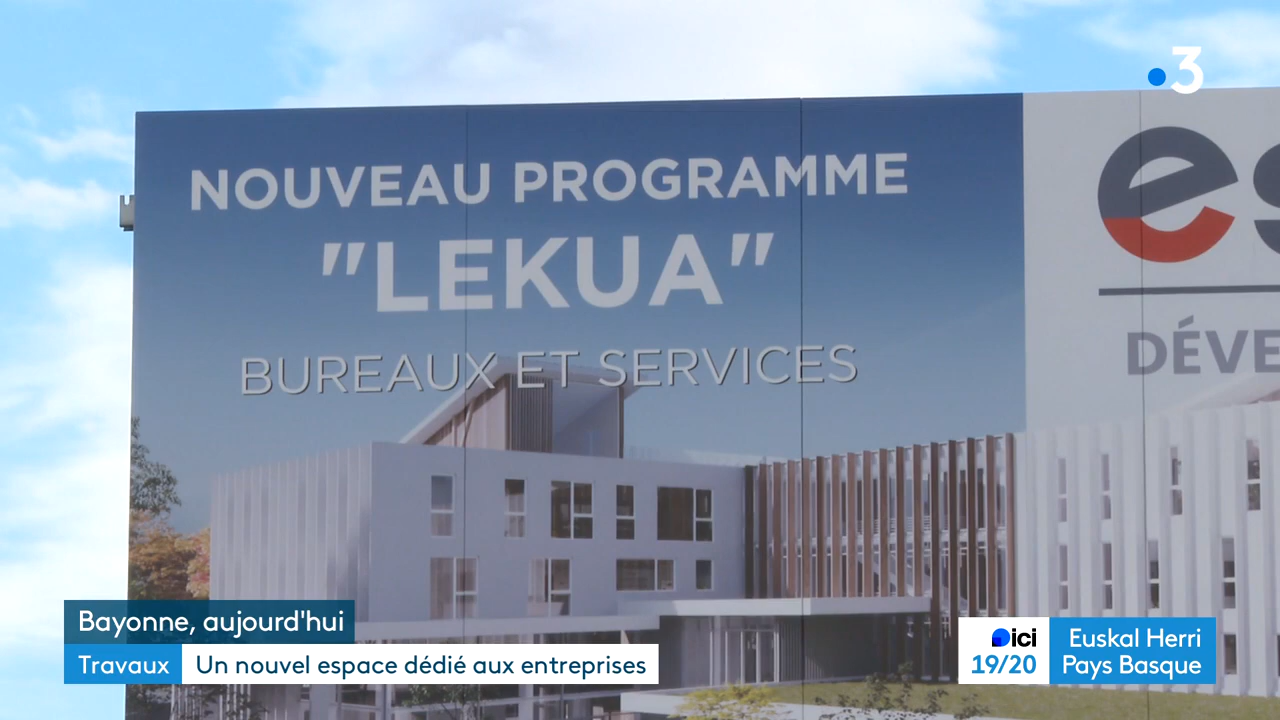 3
NOUVEAU PROGRAMME
"LEKUA"
BUREAUX ET SERVICES
Bayonne, aujourd'hui
Travaux Un nouvel espace dédié aux entreprises
ici
19/20
Euskal Herri
Pays Basque